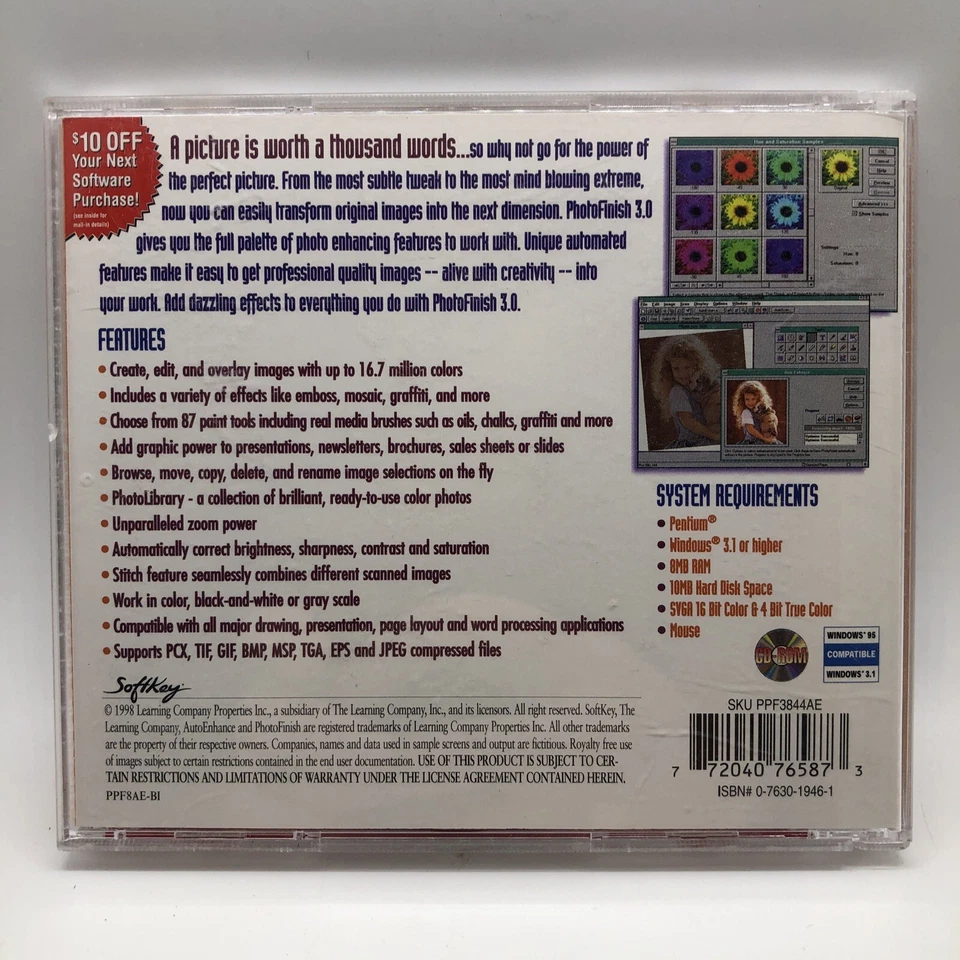 $10 OFF
Your Next
Software
Purchase!
(see inside for
mail-in details)
A picture is worth a thousand words...so why not go for the power of
the perfect picture. From the most subtle tweak to the most mind blowing extreme,
now you can easily transform original images into the next dimension. PhotoFinish 3.0
gives you the full palette of photo enhancing features to work with. Unique automated
features make it easy to get professional quality images -- alive with creativity -- into
your work. Add dazzling effects to everything you do with PhotoFinish 3.0.
FEATURES
• Create, edit, and overlay images with up to 16.7 million colors
• Includes a variety of effects like emboss, mosaic, graffiti, and more
• Choose from 87 paint tools including real media brushes such as oils, chalks, graffiti and more
• Add graphic power to presentations, newsletters, brochures, sales sheets or slides
• Browse, move, copy, delete, and rename image selections on the fly
• PhotoLibrary - a collection of brilliant, ready-to-use color photos
• Unparalleled zoom power
• Automatically correct brightness, sharpness, contrast and saturation
• Stitch feature seamlessly combines different scanned images
• Work in color, black-and-white or gray scale
• Compatible with all major drawing, presentation, page layout and word processing applications
• Supports PCX, TIF, GIF, BMP, MSP, TGA, EPS and JPEG compressed files
SoftKey
© 1998 Learning Company Properties Inc., a subsidiary of The Learning Company, Inc., and its licensors. All right reserved. SoftKey, The
Learning Company, AutoEnhance and PhotoFinish are registered trademarks of Learning Company Properties Inc. All other trademarks
are the property of their respective owners. Companies, names and data used in sample screens and output are fictitious. Royalty free use
of images subject to certain restrictions contained in the end user documentation. USE OF THIS PRODUCT IS SUBJECT TO CER-
TAIN RESTRICTIONS AND LIMITATIONS OF WARRANTY UNDER THE LICENSE AGREEMENT CONTAINED HEREIN.
PPF8AE-BI
Hue and Saturation Samples
Cancel
Help
Original
Show Samples
SYSTEM REQUIREMENTS
• Pentium®
• Windows® 3.1 or higher
• 8MB RAM
• 10MB Hard Disk Space
• SVGA 16 Bit Color & 4 Bit True Color
• Mouse
CD-ROM
WINDOWS® 95
COMPATIBLE
WINDOWS® 3.1
SKU PPF3844AE
7 72040 76587 3
ISBN# 0-7630-1946-1